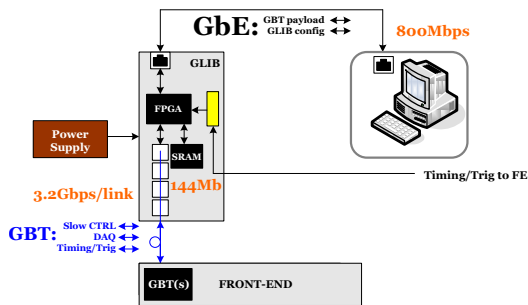 GbE:
GBT payload
GLIB config
800Mbps
GLIB
FPGA
Power
Supply
SRAM
144Mb
Timing/Trig to FE
3.2Gbps/link
GBT:
Slow CTRL
DAQ
Timing/Trig
GBT(s)
FRONT-END